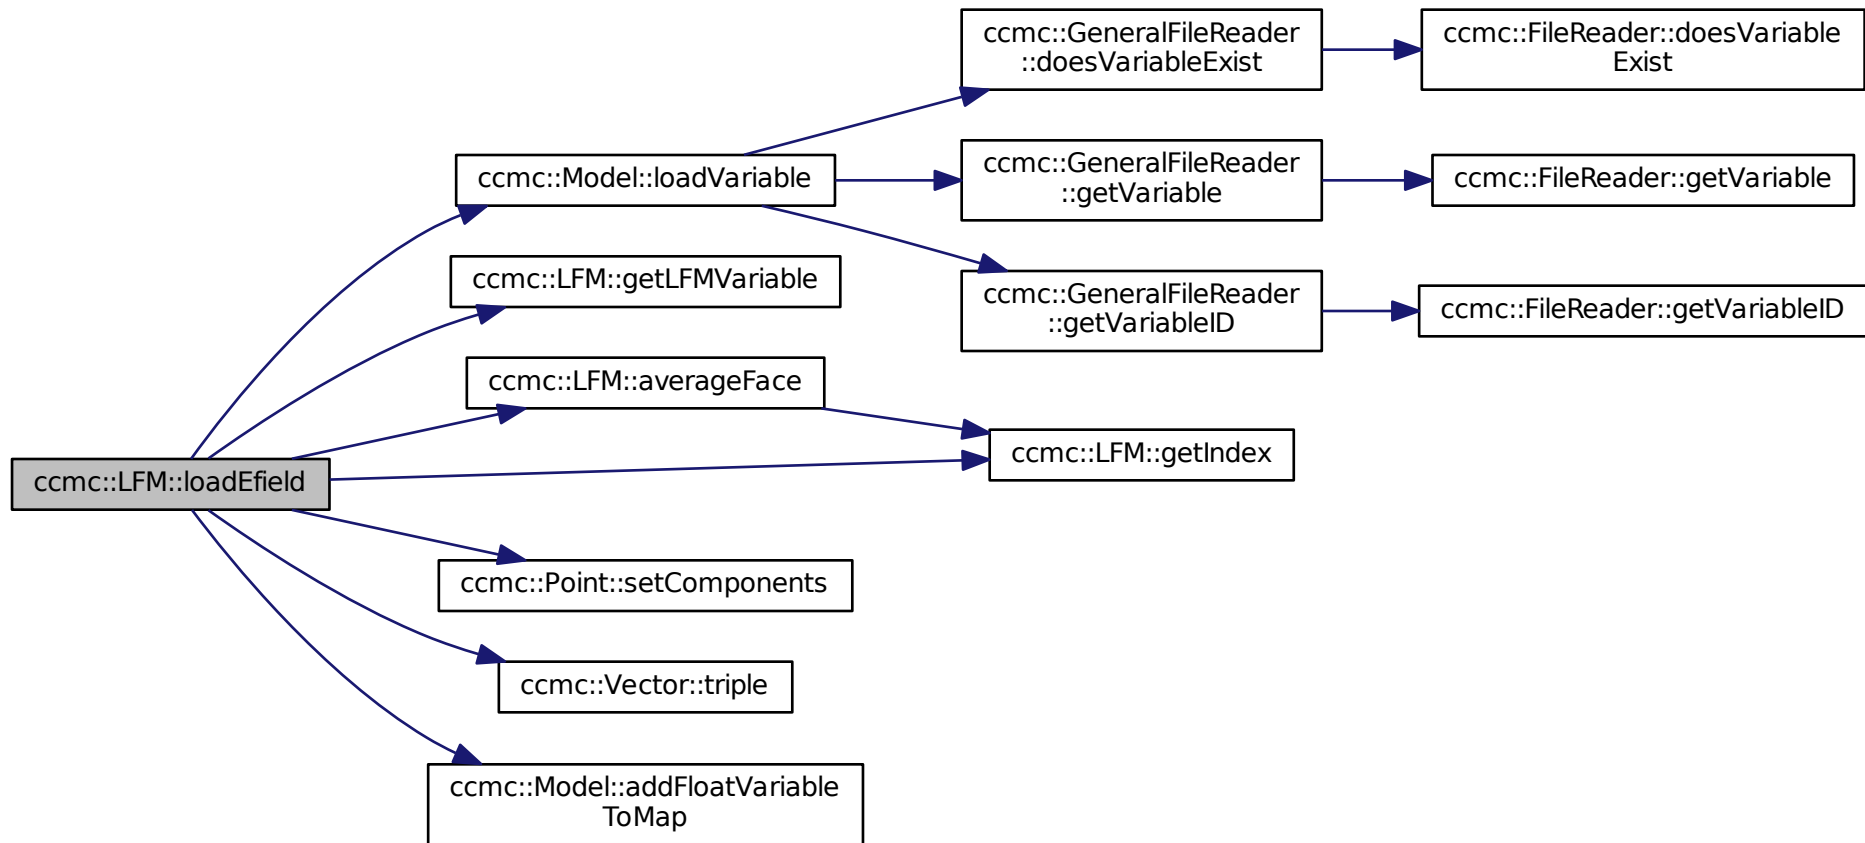 ccmc::GeneralFileReader
::doesVariableExist
ccmc::FileReader::doesVariable
Exist
ccmc::Model::loadVariable
ccmc::GeneralFileReader
::getVariable
ccmc::FileReader::getVariable
ccmc::LFM::getLFMVariable
ccmc::GeneralFileReader
::getVariableID
ccmc::FileReader::getVariableID
ccmc::LFM::averageFace
ccmc::LFM::getIndex
ccmc::LFM::loadEfield
ccmc::Point::setComponents
ccmc::Vector::triple
ccmc::Model::addFloatVariable
ToMap